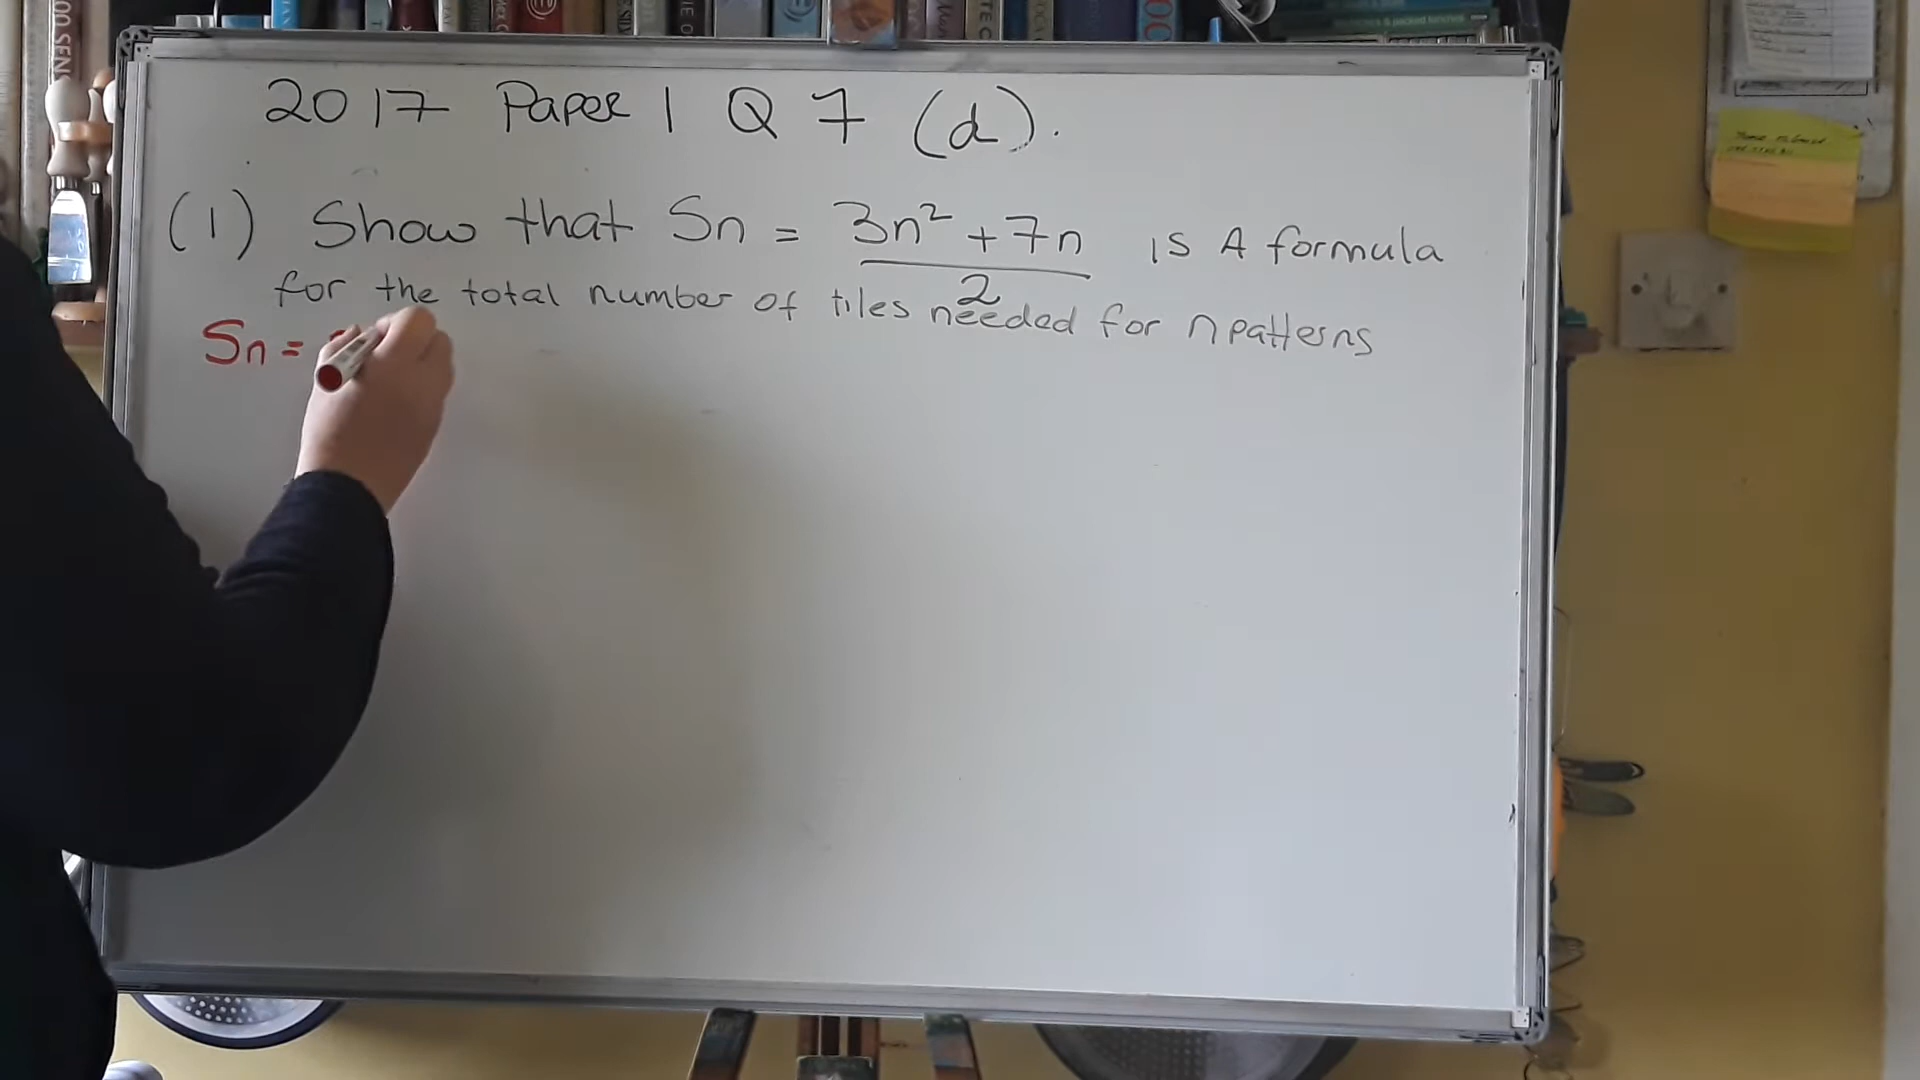 2017 Paper 1 Q 7 (d).
(1) Show that Sn = 3n² + 7n / 2 is A formula
for the total number of tiles needed for n patterns
Sn =